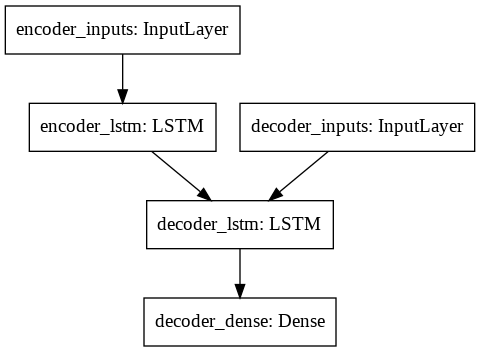 encoder_inputs: InputLayer
encoder_lstm: LSTM
decoder_inputs: InputLayer
decoder_lstm: LSTM
decoder_dense: Dense